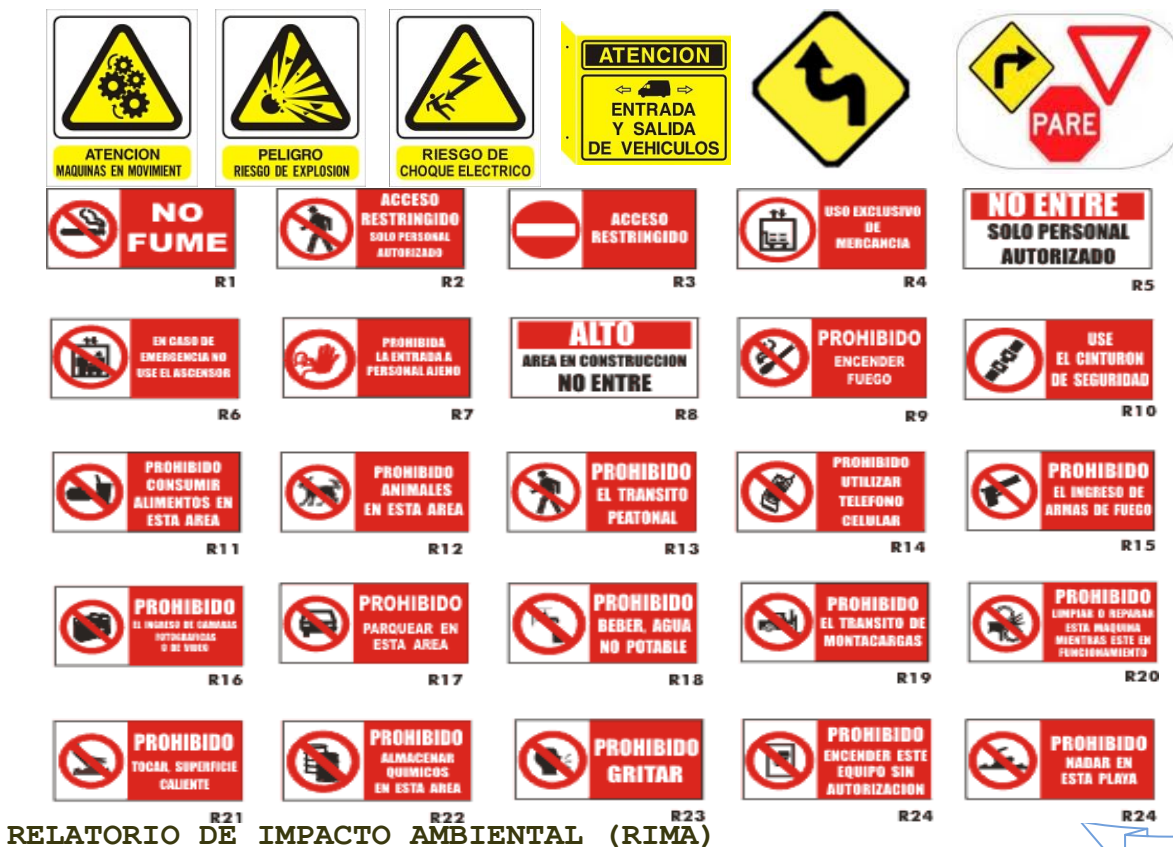 ATENCION
MAQUINAS EN MOVIMIENT
PELIGRO
RIESGO DE EXPLOSION
RIESGO DE
CHOQUE ELECTRICO
ATENCION
ENTRADA
Y SALIDA
DE VEHICULOS
PARE
NO
FUME
R1
ACCESO
RESTRINGIDO
SOLO PERSONAL
AUTORIZADO
R2
ACCESO
RESTRINGIDO
R3
USO EXCLUSIVO
DE
MERCANCIA
R4
NO ENTRE
SOLO PERSONAL
AUTORIZADO
R5
EN CASO DE
EMERGENCIA NO
USE EL ASCENSOR
R6
PROHIBIDA
LA ENTRADA A
PERSONAL AJENO
R7
ALTO
AREA EN CONSTRUCCION
NO ENTRE
R8
PROHIBIDO
ENCENDER
FUEGO
R9
USE
EL CINTURON
DE SEGURIDAD
R10
PROHIBIDO
CONSUMIR
ALIMENTOS EN
ESTA AREA
R11
PROHIBIDO
ANIMALES
EN ESTA AREA
R12
PROHIBIDO
EL TRANSITO
PEATONAL
R13
PROHIBIDO
UTILIZAR
TELEFONO
CELULAR
R14
PROHIBIDO
EL INGRESO DE
ARMAS DE FUEGO
R15
PROHIBIDO
EL INGRESO DE CAMARAS
FOTOGRAFICAS
O DE VIDEO
R16
PROHIBIDO
PARQUEAR EN
ESTA AREA
R17
PROHIBIDO
BEBER, AGUA
NO POTABLE
R18
PROHIBIDO
EL TRANSITO DE
MONTACARGAS
R19
PROHIBIDO
LIMPIAR O REPARAR
ESTA MAQUINA
MIENTRAS ESTE EN
FUNCIONAMIENTO
R20
PROHIBIDO
TOCAR, SUPERFICIE
CALIENTE
R21
PROHIBIDO
ALMACENAR
QUIMICOS
EN ESTA AREA
R22
PROHIBIDO
GRITAR
R23
PROHIBIDO
ENCENDER ESTE
EQUIPO SIN
AUTORIZACION
R24
PROHIBIDO
NADAR EN
ESTA PLAYA
R24
RELATORIO DE IMPACTO AMBIENTAL (RIMA)